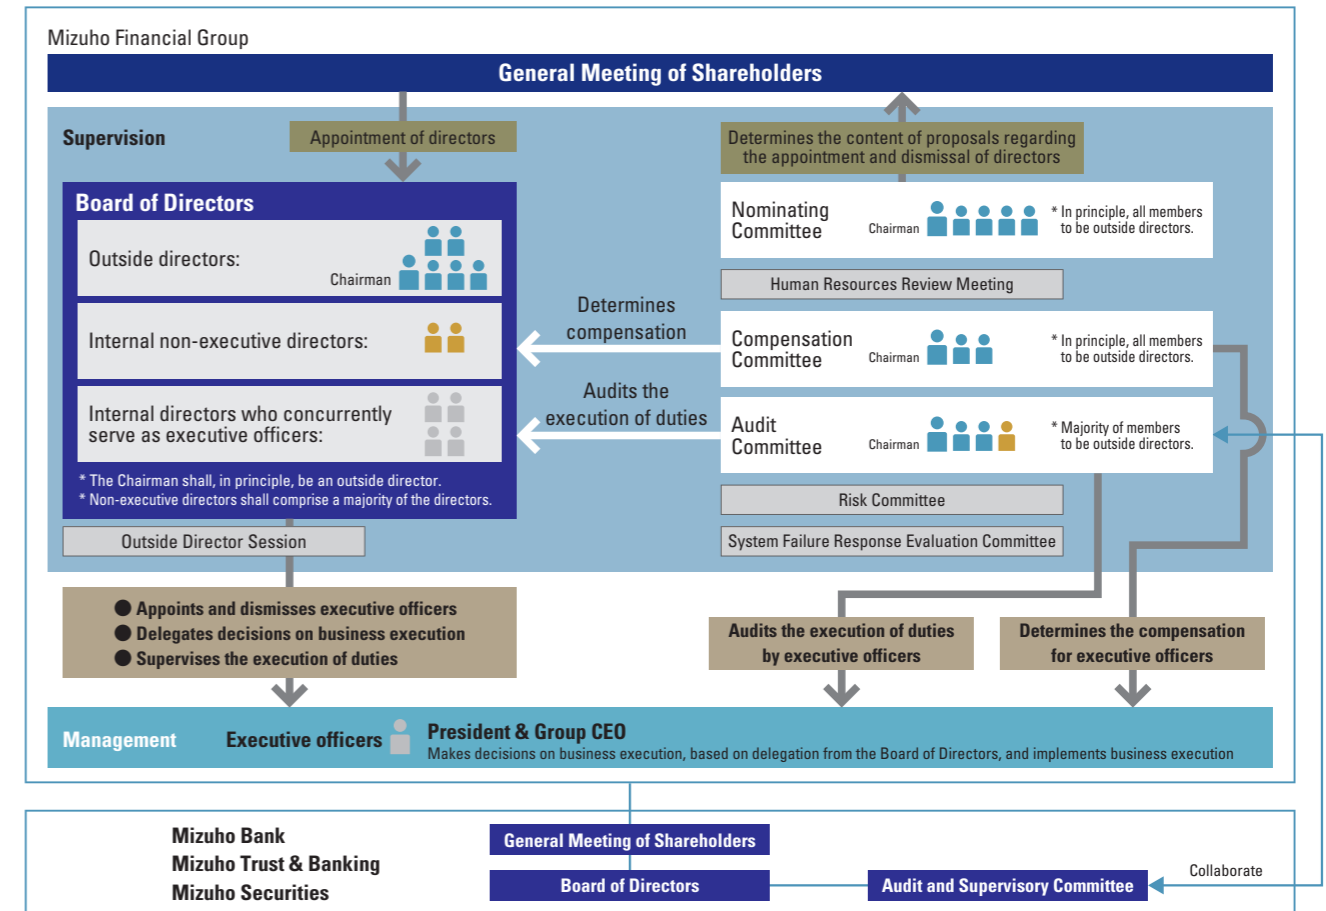 Mizuho Financial Group
General Meeting of Shareholders
Supervision
Appointment of directors
Determines the content of proposals regarding
the appointment and dismissal of directors
Board of Directors
Outside directors:
Chairman
Internal non-executive directors:
Internal directors who concurrently
serve as executive officers:
* The Chairman shall, in principle, be an outside director.
* Non-executive directors shall comprise a majority of the directors.
Outside Director Session
Determines
compensation
Audits the
execution of duties
Nominating
Committee
Chairman
* In principle, all members
to be outside directors.
Human Resources Review Meeting
Compensation
Committee
Chairman
* In principle, all members
to be outside directors.
Audit
Committee
Chairman
* Majority of members
to be outside directors.
Risk Committee
System Failure Response Evaluation Committee
● Appoints and dismisses executive officers
● Delegates decisions on business execution
● Supervises the execution of duties
Audits the execution of duties
by executive officers
Determines the compensation
for executive officers
Management
Executive officers
President & Group CEO
Makes decisions on business execution, based on delegation from the Board of Directors, and implements business execution
Mizuho Bank
Mizuho Trust & Banking
Mizuho Securities
General Meeting of Shareholders
Board of Directors
Audit and Supervisory Committee
Collaborate